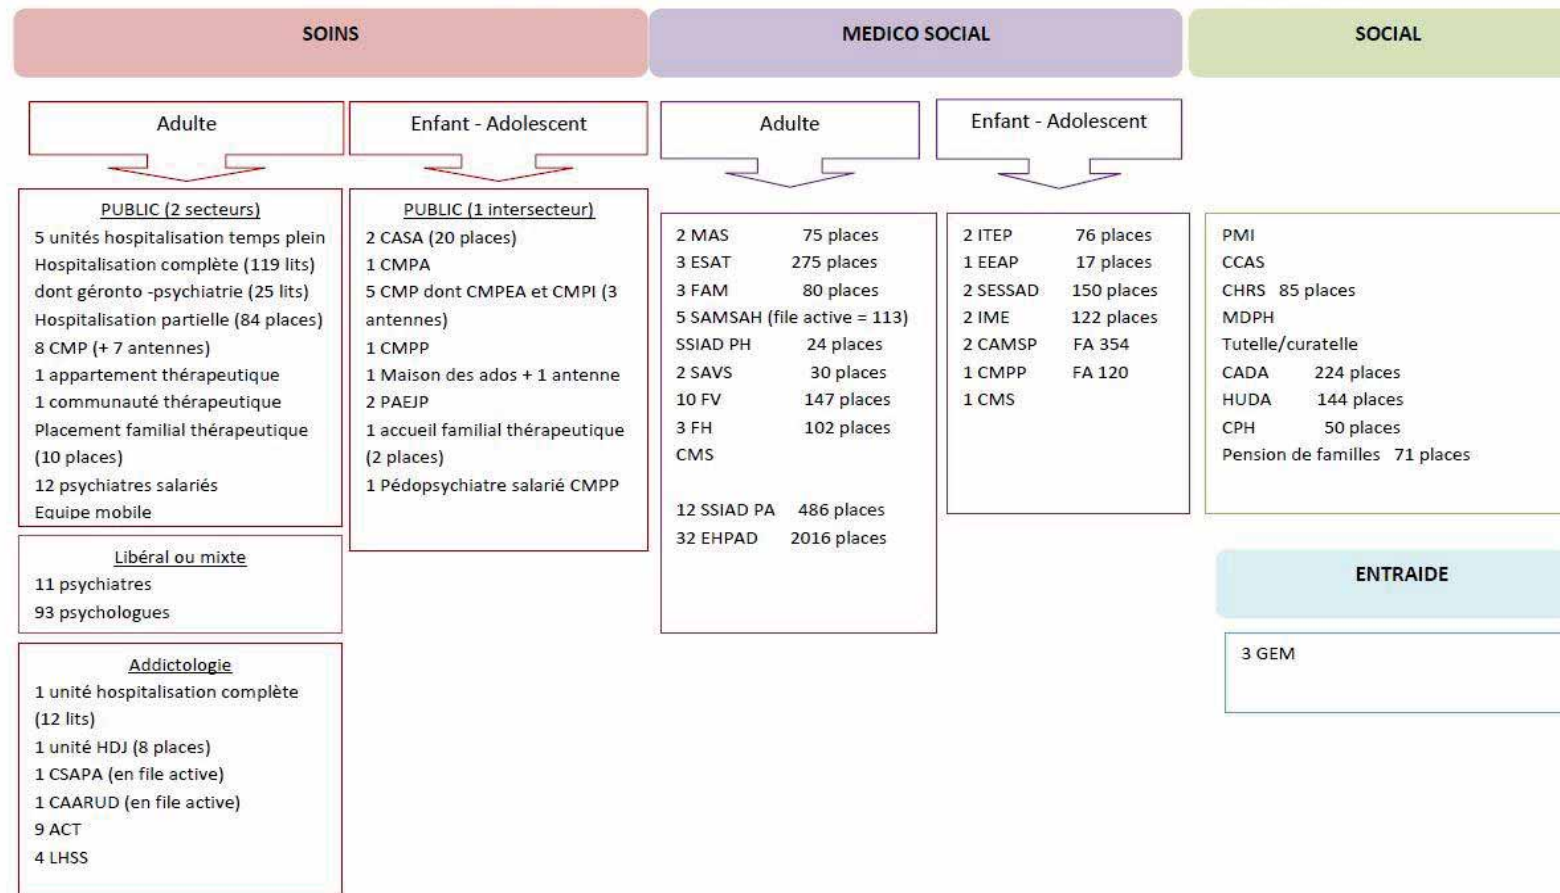 SOINS
Adulte
PUBLIC (2 secteurs)
5 unités hospitalisation temps plein
Hospitalisation complète (119 lits)
dont géronto -psychiatrie (25 lits)
Hospitalisation partielle (84 places)
8 CMP (+ 7 antennes)
1 appartement thérapeutique
1 communauté thérapeutique
Placement familial thérapeutique
(10 places)
12 psychiatres salariés
Equipe mobile
Libéral ou mixte
11 psychiatres
93 psychologues
Addictologie
1 unité hospitalisation complète
(12 lits)
1 unité HDJ (8 places)
1 CSAPA (en file active)
1 CAARUD (en file active)
9 ACT
4 LHSS
Enfant - Adolescent
PUBLIC (1 intersecteur)
2 CASA (20 places)
1 CMPA
5 CMP dont CMPEA et CMPI (3
antennes)
1 CMPP
1 Maison des ados + 1 antenne
2 PAEJP
1 accueil familial thérapeutique
(2 places)
1 Pédopsychiatre salarié CMPP
MEDICO SOCIAL
Adulte
2 MAS 75 places
3 ESAT 275 places
3 FAM 80 places
5 SAMSAH (file active = 113)
SSIAD PH 24 places
2 SAVS 30 places
10 FV 147 places
3 FH 102 places
CMS
12 SSIAD PA 486 places
32 EHPAD 2016 places
Enfant - Adolescent
2 ITEP 76 places
1 EEAP 17 places
2 SESSAD 150 places
2 IME 122 places
2 CAMSP FA 354
1 CMPP FA 120
1 CMS
SOCIAL
PMI
CCAS
CHRS 85 places
MDPH
Tutelle/curatelle
CADA 224 places
HUDA 144 places
CPH 50 places
Pension de familles 71 places
ENTRAIDE
3 GEM